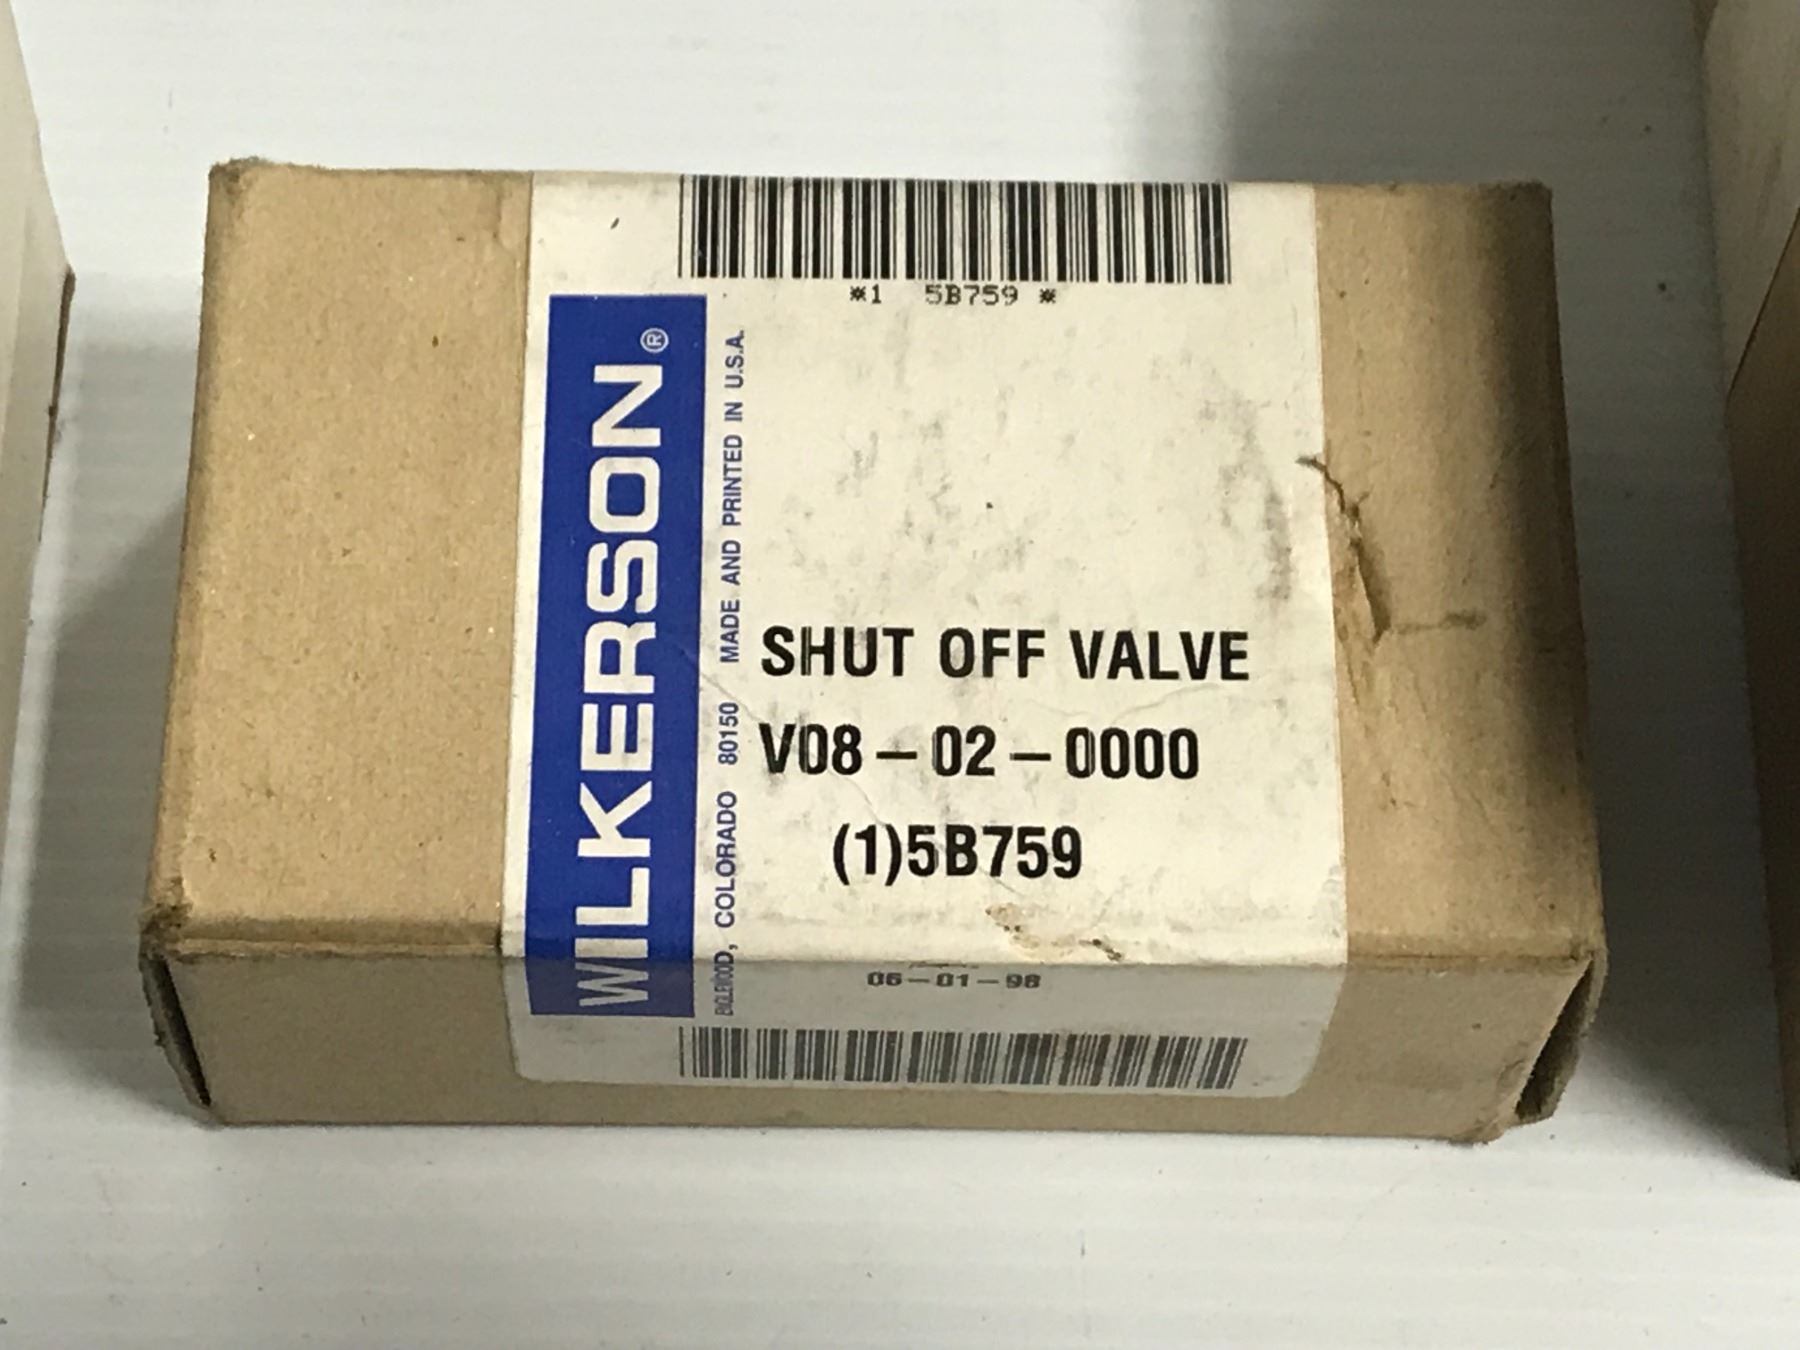 *1 5B759 *
WILKERSON®
ENGLEWOOD, COLORADO 80150 MADE AND PRINTED IN U.S.A.
SHUT OFF VALVE
V08-02-0000
(1)5B759
06-01-98